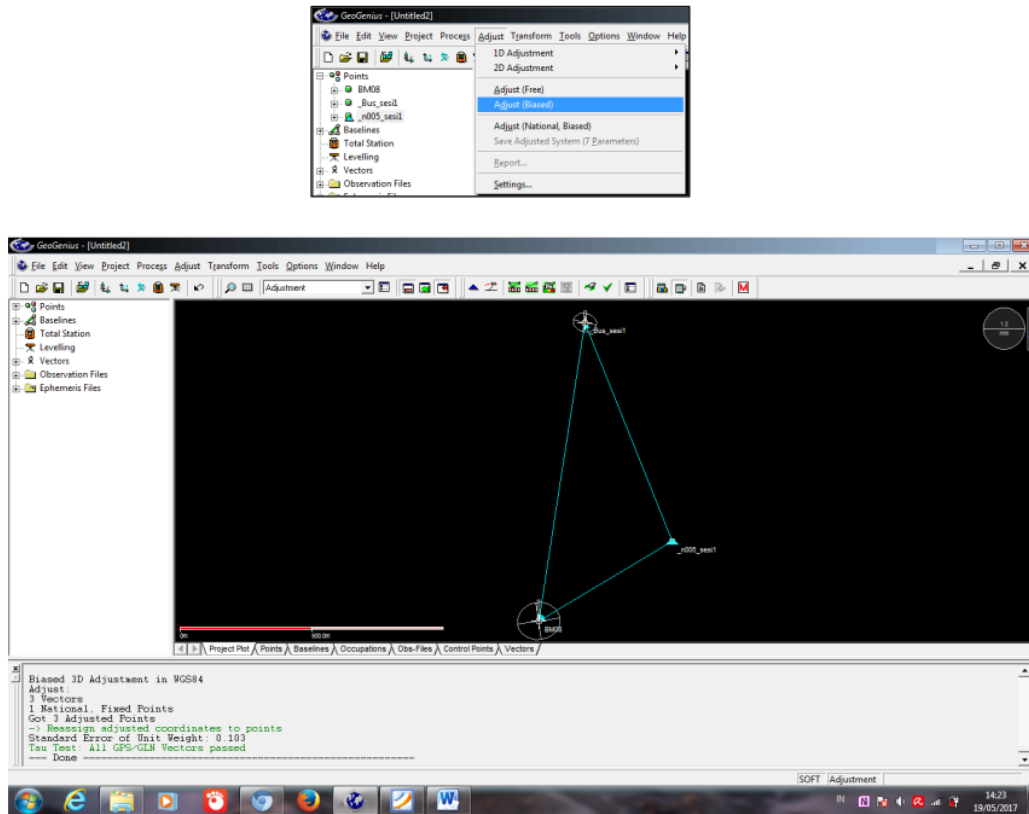 GeoGenius - [Untitled2]
File Edit View Project Process Adjust Transform Tools Options Window Help
1D Adjustment
2D Adjustment
Adjust (Free)
Adjust (Biased)
Adjust (National, Biased)
Save Adjusted System (7 Parameters)
Report...
Settings...
Points
BM08
_Bus_sesi1
_n005_sesi1
Baselines
Total Station
Levelling
Vectors
Observation Files
GeoGenius - [Untitled2]
File Edit View Project Process Adjust Transform Tools Options Window Help
Adjustment
Points
Baselines
Total Station
Levelling
Vectors
Observation Files
Ephemeris Files
_Bus_sesi1
12
mm
_n005_sesi1
BM08
0m 500.0m
Project Plot Points Baselines Occupations Obs-Files Control Points Vectors
Biased 3D Adjustment in WGS84
Adjust:
3 Vectors
1 National, Fixed Points
Got 3 Adjusted Points
-> Reassign adjusted coordinates to points
Standard Error of Unit Weight: 0.103
Tau Test: All GPS/GLN Vectors passed
--- Done ---
SOFT Adjustment
IN 14:23
19/05/2017